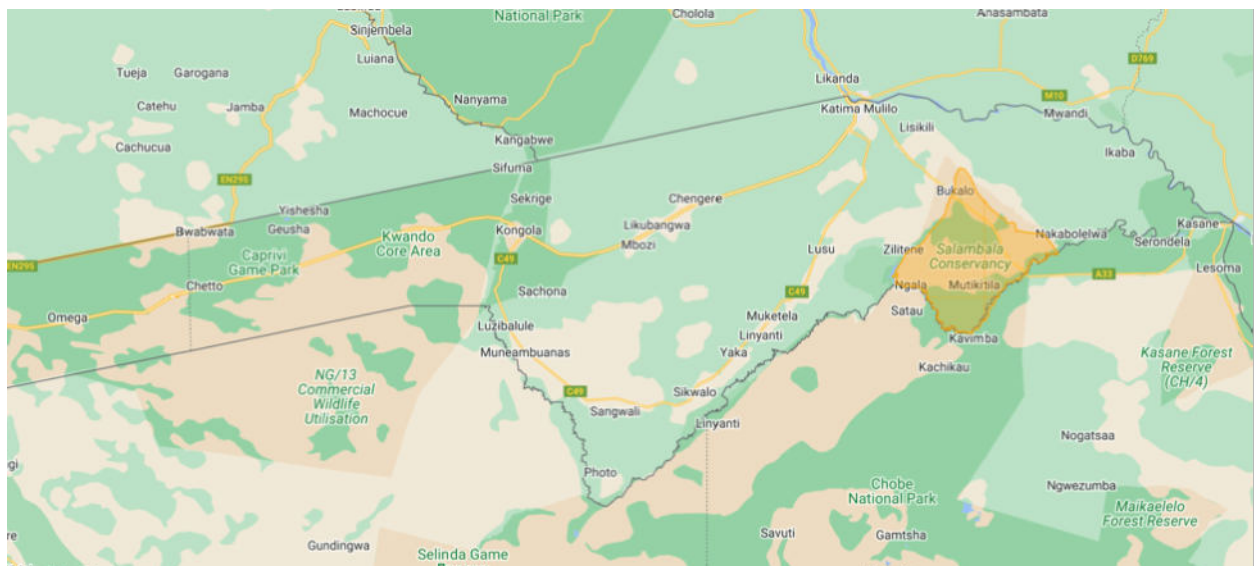 National Park
Cholola
Anasambata
Sinjembela
Luiana
D769
Tueja
Garogana
Likanda
Nanyama
M10
Catehu
Jamba
Machocue
Katima Mulilo
Mwandi
Lisikili
Kangabwe
Cachucua
Ikaba
Sifuma
EN295
Bukalo
Sekrige
Chengere
Yishesha
Kasane
Geusha
Likubangwa
Bwabwata
Kongola
Kwando
Core Area
Nakabolelwa
Serondela
Mbozi
Lusu
Zilitene
Salambala
Conservancy
Caprivi
Game Park
C49
EN295
Lesoma
A33
Chetto
Ngala
Mutikitila
Sachona
C49
Omega
Satau
Muketela
Luzibalule
Linyanti
Kavimba
Muneambuanas
Yaka
Kasane Forest
Reserve
(CH/4)
Kachikau
NG/13
Commercial
Wildlife
Utilisation
C49
Sikwalo
Sangwali
Linyanti
Nogatsaa
Photo
Chobe
National Park
Ngwezumba
Maikaelelo
Forest Reserve
Savuti
Gamtsha
Gundingwa
Selinda Game